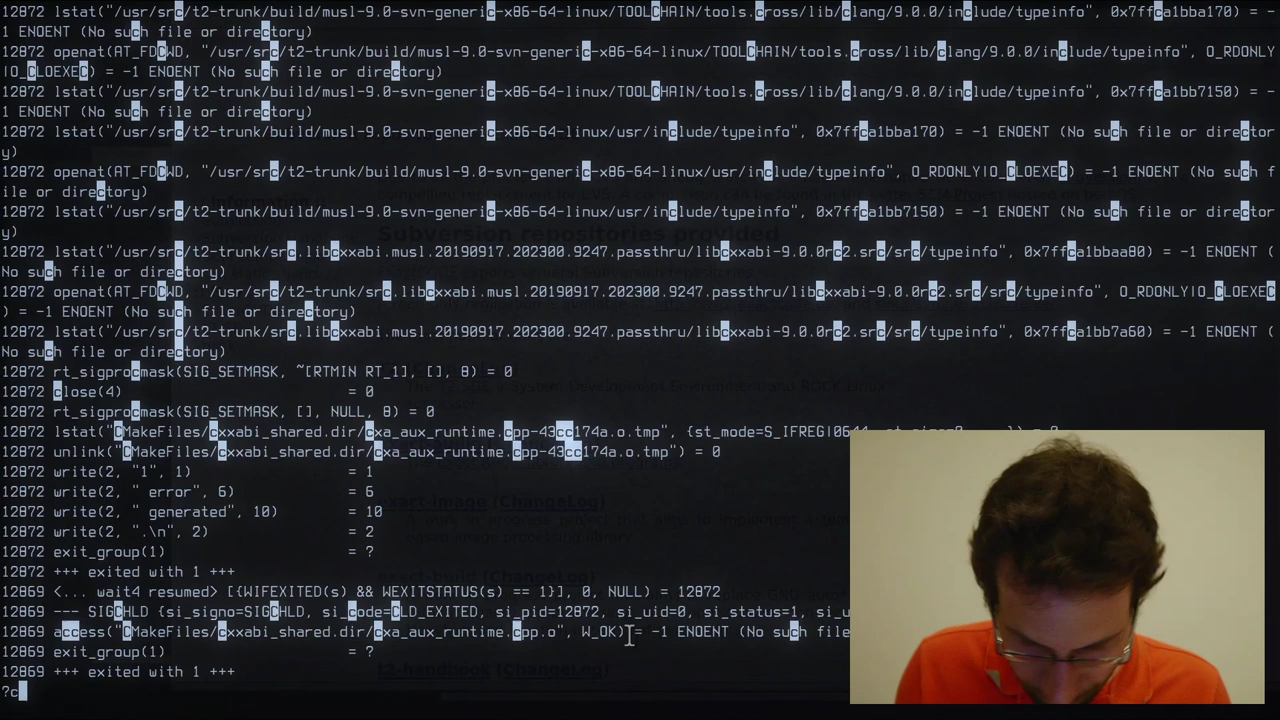 12872 lstat("/usr/src/t2-trunk/build/musl-9.0-svn-generic-x86-64-linux/TOOLCHAIN/tools.cross/lib/clang/9.0.0/include/typeinfo", 0x7ffca1bba170) = -
1 ENOENT (No such file or directory)
12872 openat(AT_FDCWD, "/usr/src/t2-trunk/build/musl-9.0-svn-generic-x86-64-linux/TOOLCHAIN/tools.cross/lib/clang/9.0.0/include/typeinfo", O_RDONLY
|O_CLOEXEC) = -1 ENOENT (No such file or directory)
12872 lstat("/usr/src/t2-trunk/build/musl-9.0-svn-generic-x86-64-linux/TOOLCHAIN/tools.cross/lib/clang/9.0.0/include/typeinfo", 0x7ffca1bb7150) = -
1 ENOENT (No such file or directory)
12872 lstat("/usr/src/t2-trunk/build/musl-9.0-svn-generic-x86-64-linux/usr/include/typeinfo", 0x7ffca1bba170) = -1 ENOENT (No such file or director
y)
12872 openat(AT_FDCWD, "/usr/src/t2-trunk/build/musl-9.0-svn-generic-x86-64-linux/usr/include/typeinfo", O_RDONLY|O_CLOEXEC) = -1 ENOENT (No such f
ile or directory)
12872 lstat("/usr/src/t2-trunk/build/musl-9.0-svn-generic-x86-64-linux/usr/include/typeinfo", 0x7ffca1bb7150) = -1 ENOENT (No such file or director
y)
Subversion repositories provided
12872 lstat("/usr/src/t2-trunk/src.libcxxabi.musl.20190917.202300.9247.passthru/libcxxabi-9.0.0rc2.src/src/typeinfo", 0x7ffca1bbaa80) = -1 ENOENT (
No such file or directory)
12872 openat(AT_FDCWD, "/usr/src/t2-trunk/src.libcxxabi.musl.20190917.202300.9247.passthru/libcxxabi-9.0.0rc2.src/src/typeinfo", O_RDONLY|O_CLOEXEC
) = -1 ENOENT (No such file or directory)
12872 lstat("/usr/src/t2-trunk/src.libcxxabi.musl.20190917.202300.9247.passthru/libcxxabi-9.0.0rc2.src/src/typeinfo", 0x7ffca1bb7a60) = -1 ENOENT (
No such file or directory)
12872 rt_sigprocmask(SIG_SETMASK, ~[RTMIN RT_1], [], 8) = 0
12872 close(4) = 0
12872 rt_sigprocmask(SIG_SETMASK, [], NULL, 8) = 0
12872 lstat("CMakeFiles/cxxabi_shared.dir/cxa_aux_runtime.cpp-43cc174a.o.tmp", {st_mode=S_IFREG|0644, st_size=0, ...}) = 0
12872 unlink("CMakeFiles/cxxabi_shared.dir/cxa_aux_runtime.cpp-43cc174a.o.tmp") = 0
12872 write(2, "1", 1) = 1
12872 write(2, " error", 6) = 6
exact-image (ChangeLog)
12872 write(2, " generated", 10) = 10
12872 write(2, ".\n", 2) = 2
12872 exit_group(1) = ?
12872 +++ exited with 1 +++
exact-build (ChangeLog)
12869 <... wait4 resumed> [{WIFEXITED(s) && WEXITSTATUS(s) == 1}], 0, NULL) = 12872
12869 --- SIGCHLD {si_signo=SIGCHLD, si_code=CLD_EXITED, si_pid=12872, si_uid=0, si_status=1, si_u
12869 access("CMakeFiles/cxxabi_shared.dir/cxa_aux_runtime.cpp.o", W_OK) = -1 ENOENT (No such file
12869 exit_group(1) = ?
12869 +++ exited with 1 +++
t2-handbook (ChangeLog)
?c